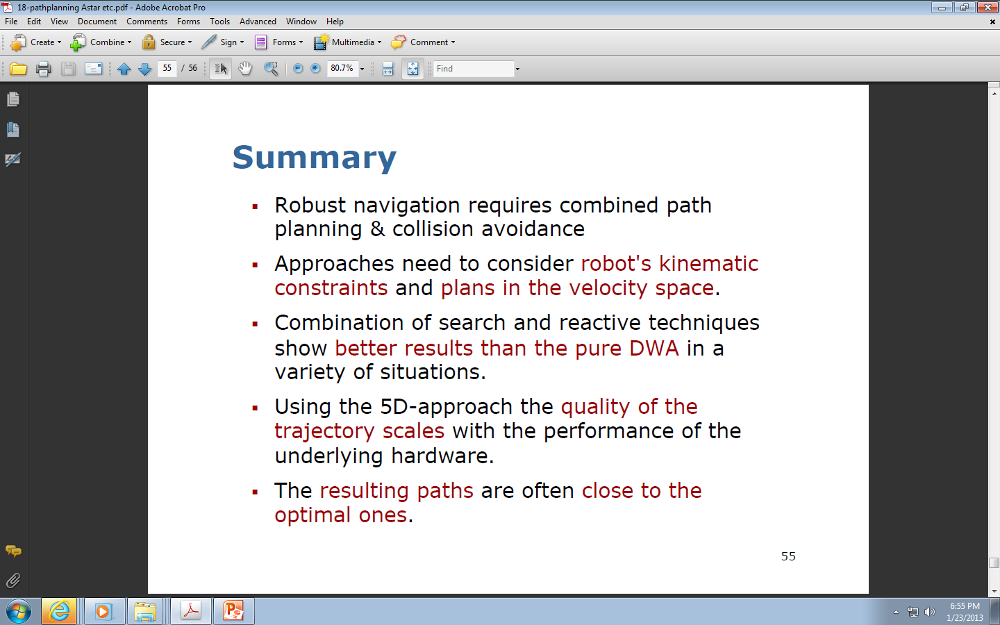 18-pathplanning Astar etc.pdf - Adobe Acrobat Pro
File Edit View Document Comments Forms Tools Advanced Window Help
Create Combine Secure Sign Forms Multimedia Comment
55 / 56 80.7% Find
Summary
▪ Robust navigation requires combined path
planning & collision avoidance
▪ Approaches need to consider robot's kinematic
constraints and plans in the velocity space.
▪ Combination of search and reactive techniques
show better results than the pure DWA in a
variety of situations.
▪ Using the 5D-approach the quality of the
trajectory scales with the performance of the
underlying hardware.
▪ The resulting paths are often close to the
optimal ones.
55
6:55 PM
1/23/2013